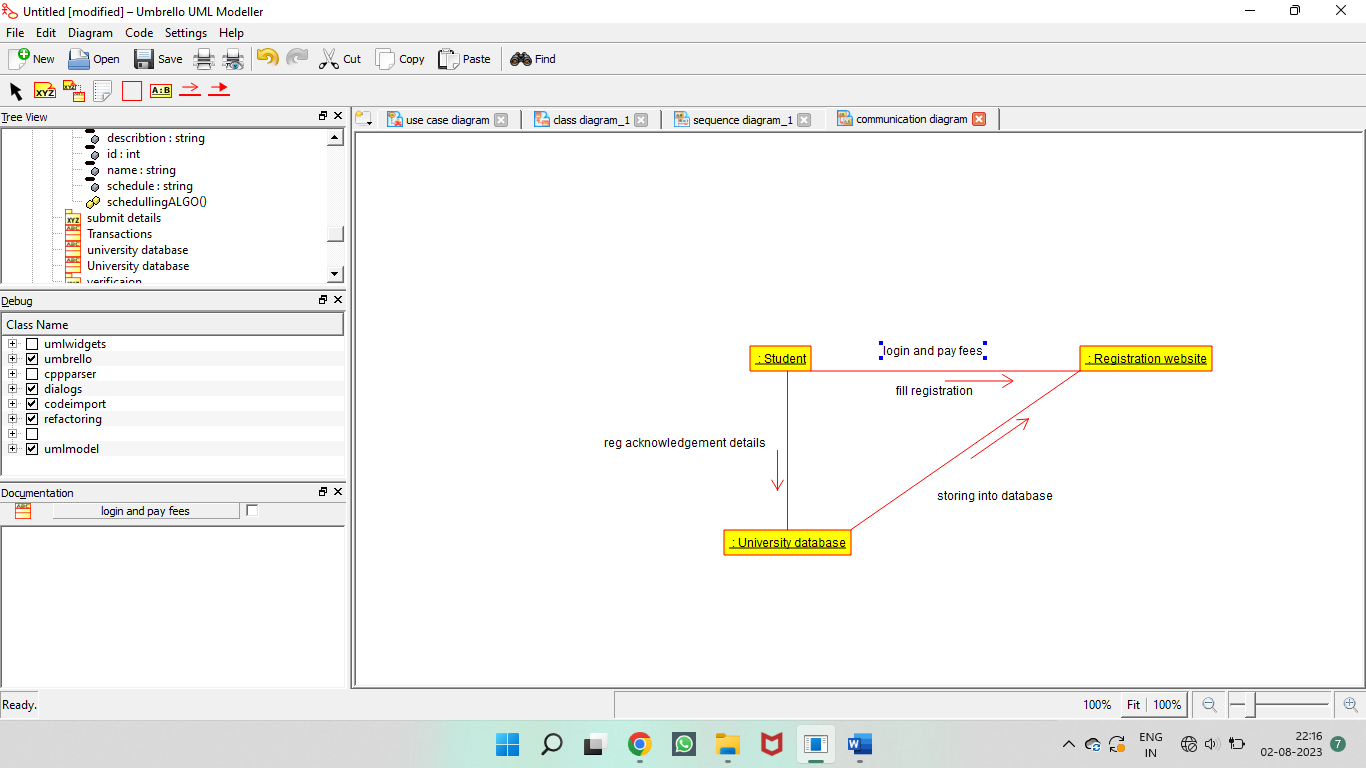 Untitled [modified] – Umbrello UML Modeller
File Edit Diagram Code Settings Help
New Open Save Cut Copy Paste Find
XYZ XYZ A:B
Tree View
use case diagram class diagram_1 sequence diagram_1 communication diagram
describtion : string
id : int
name : string
schedule : string
schedullingALGO()
submit details
Transactions
university database
University database
verificaion
Debug
Class Name
umlwidgets
umbrello
cppparser
dialogs
codeimport
refactoring
umlmodel
Documentation
login and pay fees
login and pay fees
: Student
: Registration website
fill registration
reg acknowledgement details
storing into database
: University database
Ready.
100% Fit 100%
ENG
IN
22:16
02-08-2023
7